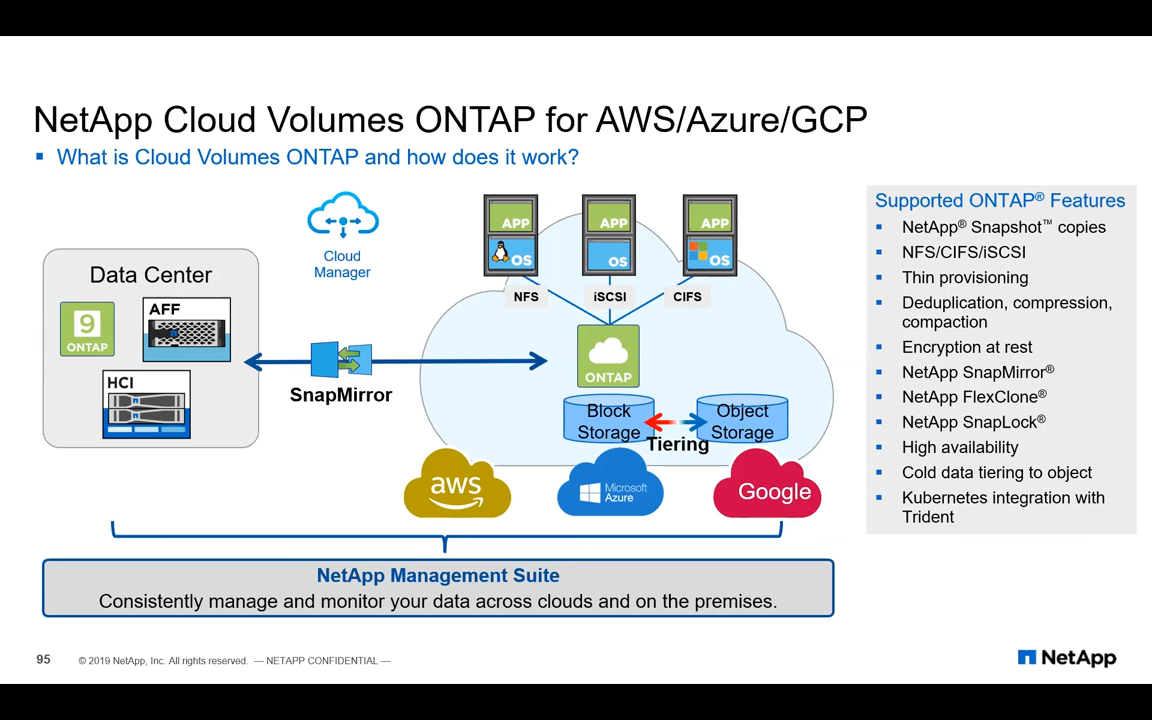 NetApp Cloud Volumes ONTAP for AWS/Azure/GCP
▪ What is Cloud Volumes ONTAP and how does it work?
Cloud
Manager
Data Center
9
ONTAP
AFF
HCI
SnapMirror
APP
OS
APP
OS
APP
OS
NFS
iSCSI
CIFS
ONTAP
Block
Storage
Object
Storage
Tiering
aws
Microsoft
Azure
Google
NetApp Management Suite
Consistently manage and monitor your data across clouds and on the premises.
Supported ONTAP® Features
▪ NetApp® Snapshot™ copies
▪ NFS/CIFS/iSCSI
▪ Thin provisioning
▪ Deduplication, compression,
compaction
▪ Encryption at rest
▪ NetApp SnapMirror®
▪ NetApp FlexClone®
▪ NetApp SnapLock®
▪ High availability
▪ Cold data tiering to object
▪ Kubernetes integration with
Trident
95 © 2019 NetApp, Inc. All rights reserved. — NETAPP CONFIDENTIAL —
NetApp